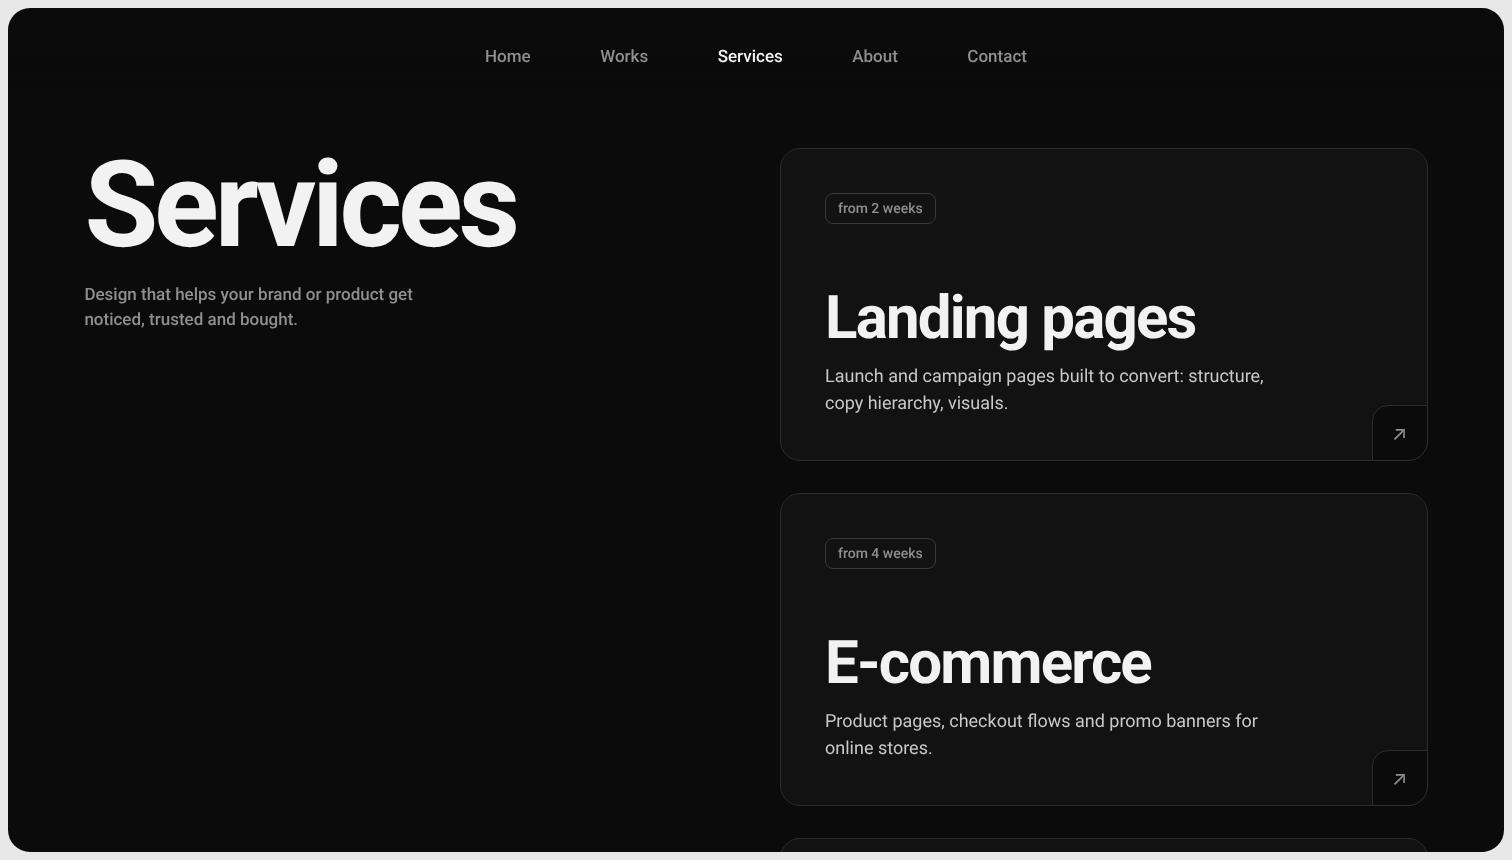 Home
Works
Services
About
Contact
Services
Design that helps your brand or product get
noticed, trusted and bought.
from 2 weeks
Landing pages
Launch and campaign pages built to convert: structure,
copy hierarchy, visuals.
from 4 weeks
E-commerce
Product pages, checkout flows and promo banners for
online stores.